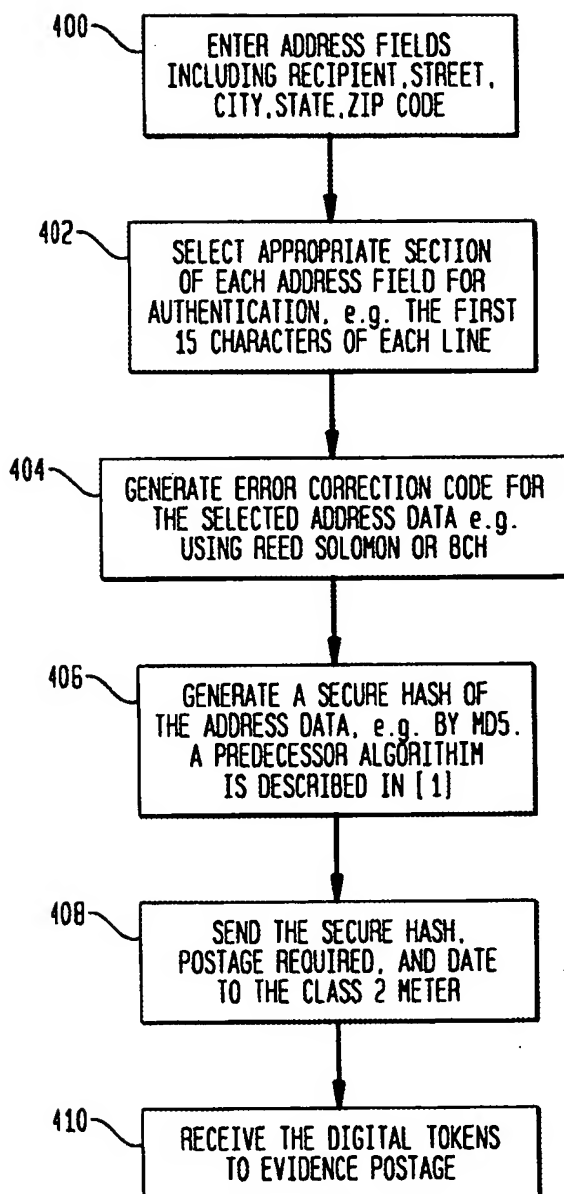 400
ENTER ADDRESS FIELDS
INCLUDING RECIPIENT,STREET,
CITY,STATE,ZIP CODE
402
SELECT APPROPRIATE SECTION
OF EACH ADDRESS FIELD FOR
AUTHENTICATION, e.g. THE FIRST
15 CHARACTERS OF EACH LINE
404
GENERATE ERROR CORRECTION CODE FOR
THE SELECTED ADDRESS DATA e.g.
USING REED SOLOMON OR BCH
406
GENERATE A SECURE HASH OF
THE ADDRESS DATA, e.g. BY MD5.
A PREDECESSOR ALGORITHIM
IS DESCRIBED IN [1]
408
SEND THE SECURE HASH,
POSTAGE REQUIRED, AND DATE
TO THE CLASS 2 METER
410
RECEIVE THE DIGITAL TOKENS
TO EVIDENCE POSTAGE